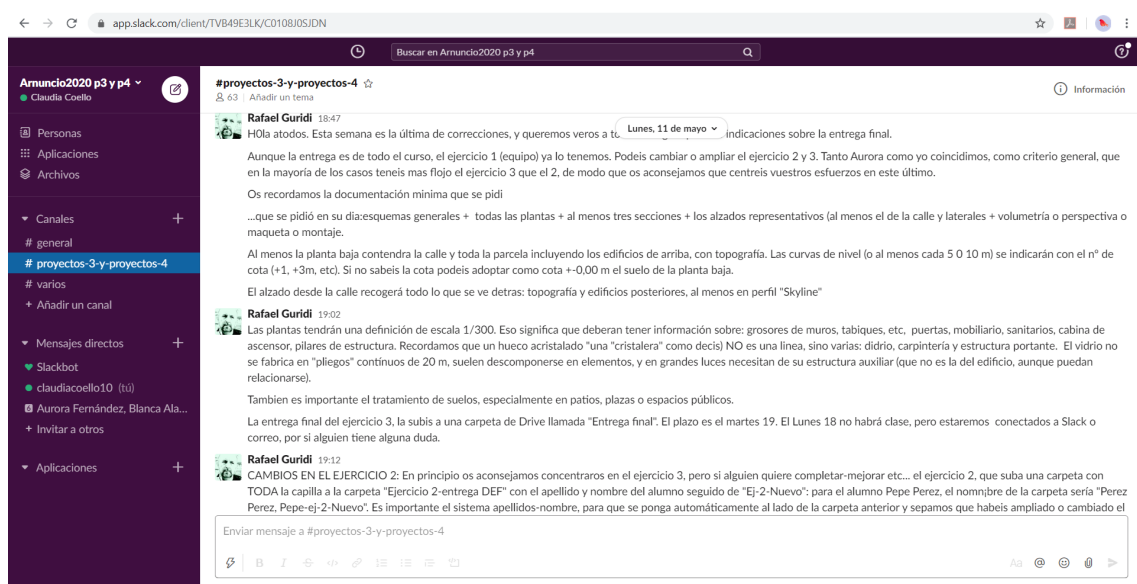 app.slack.com/client/TVB49E3LK/C0108J0SJDN
Buscar en Arnuncio2020 p3 y p4
Arnuncio2020 p3 y p4
Claudia Coello
Personas
Aplicaciones
Archivos
Canales
# general
# proyectos-3-y-proyectos-4
# varios
+ Añadir un canal
Mensajes directos
Slackbot
claudiacoello10 (tú)
Aurora Fernández, Blanca Ala...
+ Invitar a otros
Aplicaciones
#proyectos-3-y-proyectos-4
63 | Añadir un tema
Información
Lunes, 11 de mayo
Rafael Guridi 18:47
H0la atodos. Esta semana es la última de correcciones, y queremos veros a indicaciones sobre la entrega final.
Aunque la entrega es de todo el curso, el ejercicio 1 (equipo) ya lo tenemos. Podeis cambiar o ampliar el ejercicio 2 y 3. Tanto Aurora como yo coincidimos, como criterio general, que
en la mayoría de los casos teneis mas flojo el ejercicio 3 que el 2, de modo que os aconsejamos que centreis vuestros esfuerzos en este último.
Os recordamos la documentación minima que se pidi
...que se pidió en su dia:esquemas generales + todas las plantas + al menos tres secciones + los alzados representativos (al menos el de la calle y laterales + volumetría o perspectiva o
maqueta o montaje.
Al menos la planta baja contendra la calle y toda la parcela incluyendo los edificios de arriba, con topografía. Las curvas de nivel (o al menos cada 5 0 10 m) se indicarán con el nº de
cota (+1, +3m, etc). Si no sabeis la cota podeis adoptar como cota +-0,00 m el suelo de la planta baja.
El alzado desde la calle recogerá todo lo que se ve detras: topografía y edificios posteriores, al menos en perfil "Skyline"
Rafael Guridi 19:02
Las plantas tendrán una definición de escala 1/300. Eso significa que deberan tener información sobre: grosores de muros, tabiques, etc, puertas, mobiliario, sanitarios, cabina de
ascensor, pilares de estructura. Recordamos que un hueco acristalado "una "cristalera" como decis) NO es una linea, sino varias: didrio, carpintería y estructura portante. El vidrio no
se fabrica en "pliegos" contínuos de 20 m, suelen descomponerse en elementos, y en grandes luces necesitan de su estructura auxiliar (que no es la del edificio, aunque puedan
relacionarse).
Tambien es importante el tratamiento de suelos, especialmente en patios, plazas o espacios públicos.
La entrega final del ejercicio 3, la subis a una carpeta de Drive llamada "Entrega final". El plazo es el martes 19. El Lunes 18 no habrá clase, pero estaremos conectados a Slack o
correo, por si alguien tiene alguna duda.
Rafael Guridi 19:12
CAMBIOS EN EL EJERCICIO 2: En principio os aconsejamos concentraros en el ejercicio 3, pero si alguien quiere completar-mejorar etc... el ejercicio 2, que suba una carpeta con
TODA la capilla a la carpeta "Ejercicio 2-entrega DEF" con el apellido y nombre del alumno seguido de "Ej-2-Nuevo": para el alumno Pepe Perez, el nomn¡bre de la carpeta sería "Perez
Perez, Pepe-ej-2-Nuevo". Es importante el sistema apellidos-nombre, para que se ponga automáticamente al lado de la carpeta anterior y sepamos que habeis ampliado o cambiado el
Enviar mensaje a #proyectos-3-y-proyectos-4
B I Aa @